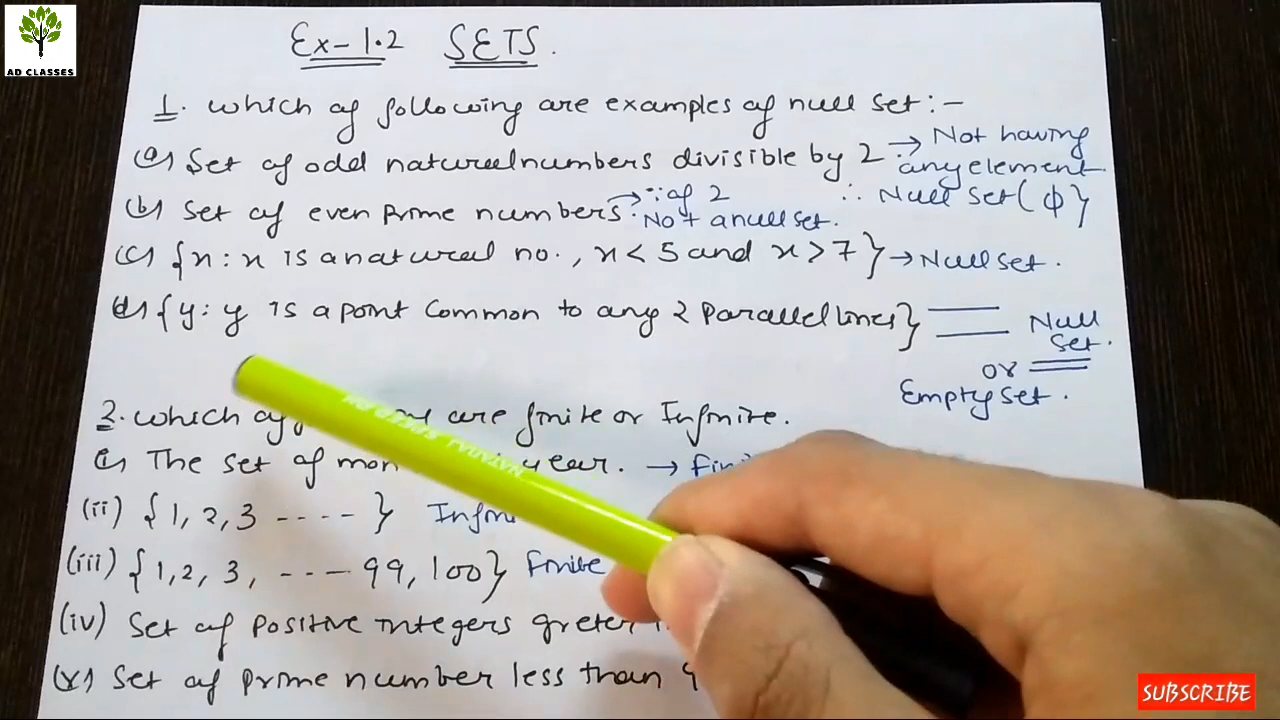 AD CLASSES
Ex-1.2 SETS.
1. which of following are examples of null set:-
(a) Set of odd natural numbers divisible by 2. → Not having
any element.
∴ Null Set{ϕ}
(b) Set of even prime numbers. → ∵ of 2
Not a null set.
(c) {x: x is a natural no., x < 5 and x > 7} → Null set.
(d) {y: y is a point common to any 2 parallel lines} Null
set.
or
Empty set.
2. which of are finite or Infinite.
(i) The set of year. →
(ii) {1, 2, 3 ----- }
(iii) {1, 2, 3, ---- 99, 100} finite
(iv) Set of positive integers greter
(v) Set of prime number less than
NATARAJ
SUBSCRIBE